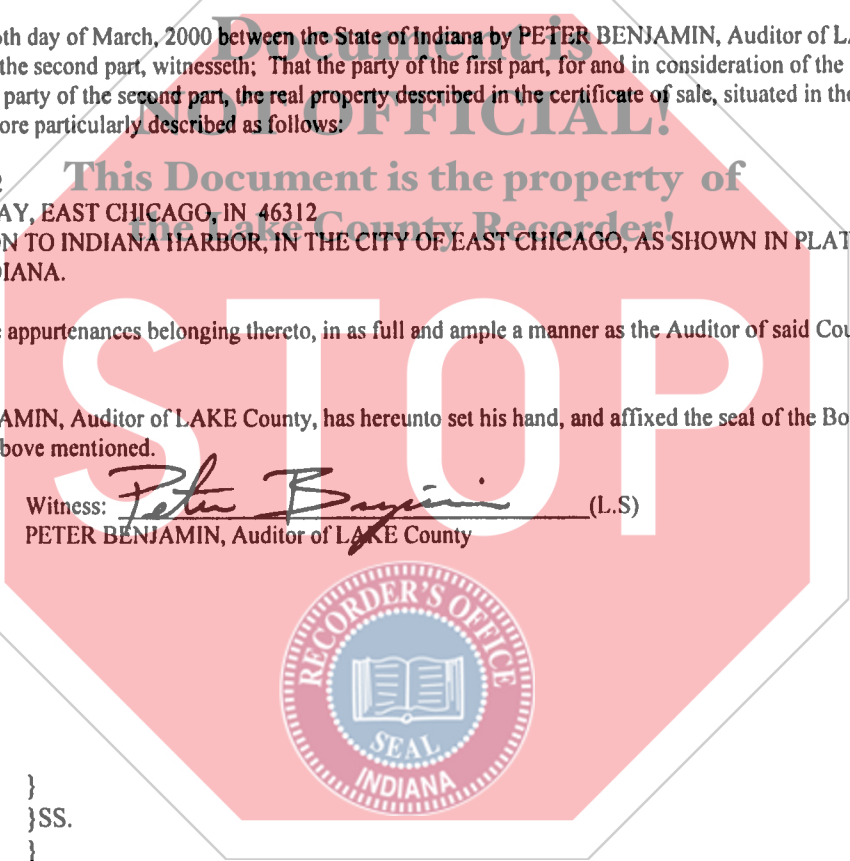 6th day of March, 2000 between the State of Indiana by PETER BENJAMIN, Auditor of LA
Document is
the second part, witnesseth; That the party of the first part, for and in consideration of the
party of the second part, the real property described in the certificate of sale, situated in the
NOT OFFICIAL!
ore particularly described as follows:
2
This Document is the property of
AY, EAST CHICAGO, IN 46312
the Lake County Recorder!
ON TO INDIANA HARBOR, IN THE CITY OF EAST CHICAGO, AS SHOWN IN PLAT
DIANA.
STOP
e appurtenances belonging thereto, in as full and ample a manner as the Auditor of said Cou
AMIN, Auditor of LAKE County, has hereunto set his hand, and affixed the seal of the Bo
bove mentioned.
Witness: Peter Benjamin (L.S)
PETER BENJAMIN, Auditor of LAKE County
RECORDER'S OFFICE
SEAL
INDIANA
}
}SS.
}